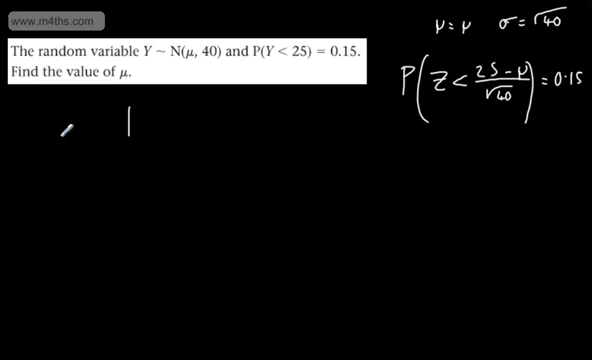 www.m4ths.com
The random variable Y ~ N(μ, 40) and P(Y < 25) = 0.15.
Find the value of μ.
μ = μ σ = √40
P(Z < (25 - μ)/√40) = 0.15